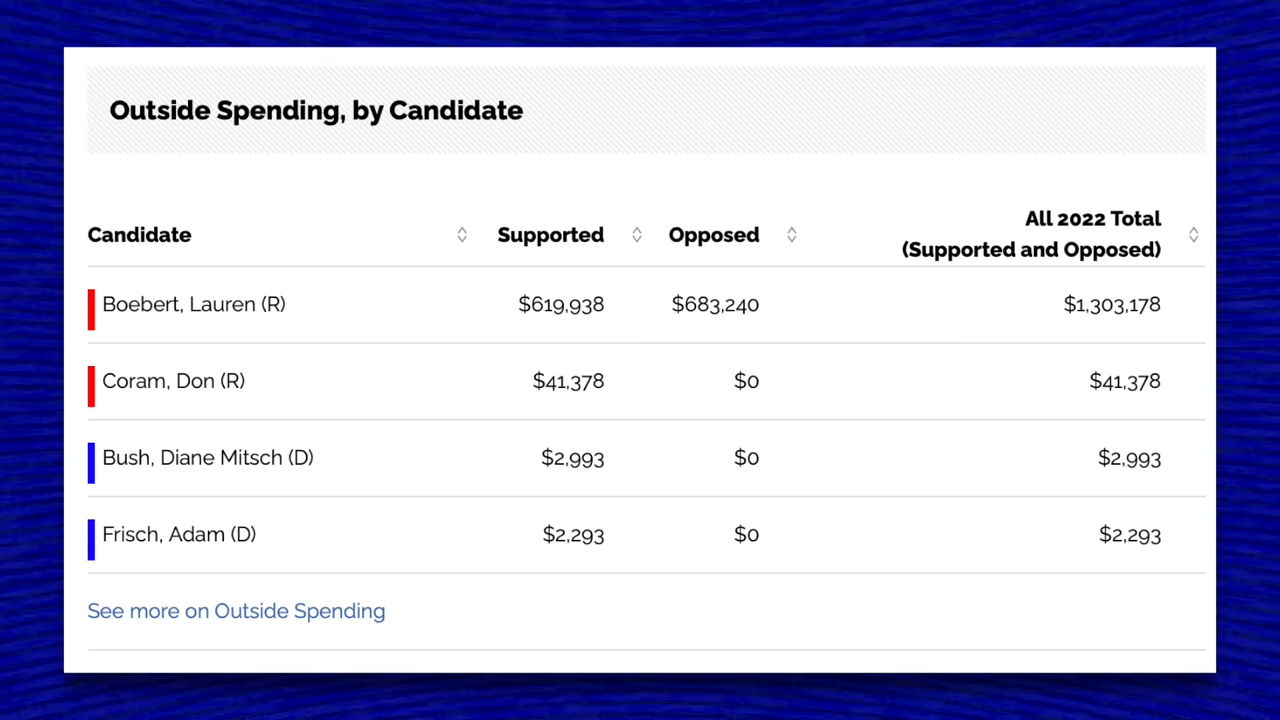 Outside Spending, by Candidate
Candidate Supported Opposed All 2022 Total (Supported and Opposed)
Boebert, Lauren (R) $619,938 $683,240 $1,303,178
Coram, Don (R) $41,378 $0 $41,378
Bush, Diane Mitsch (D) $2,993 $0 $2,993
Frisch, Adam (D) $2,293 $0 $2,293
See more on Outside Spending